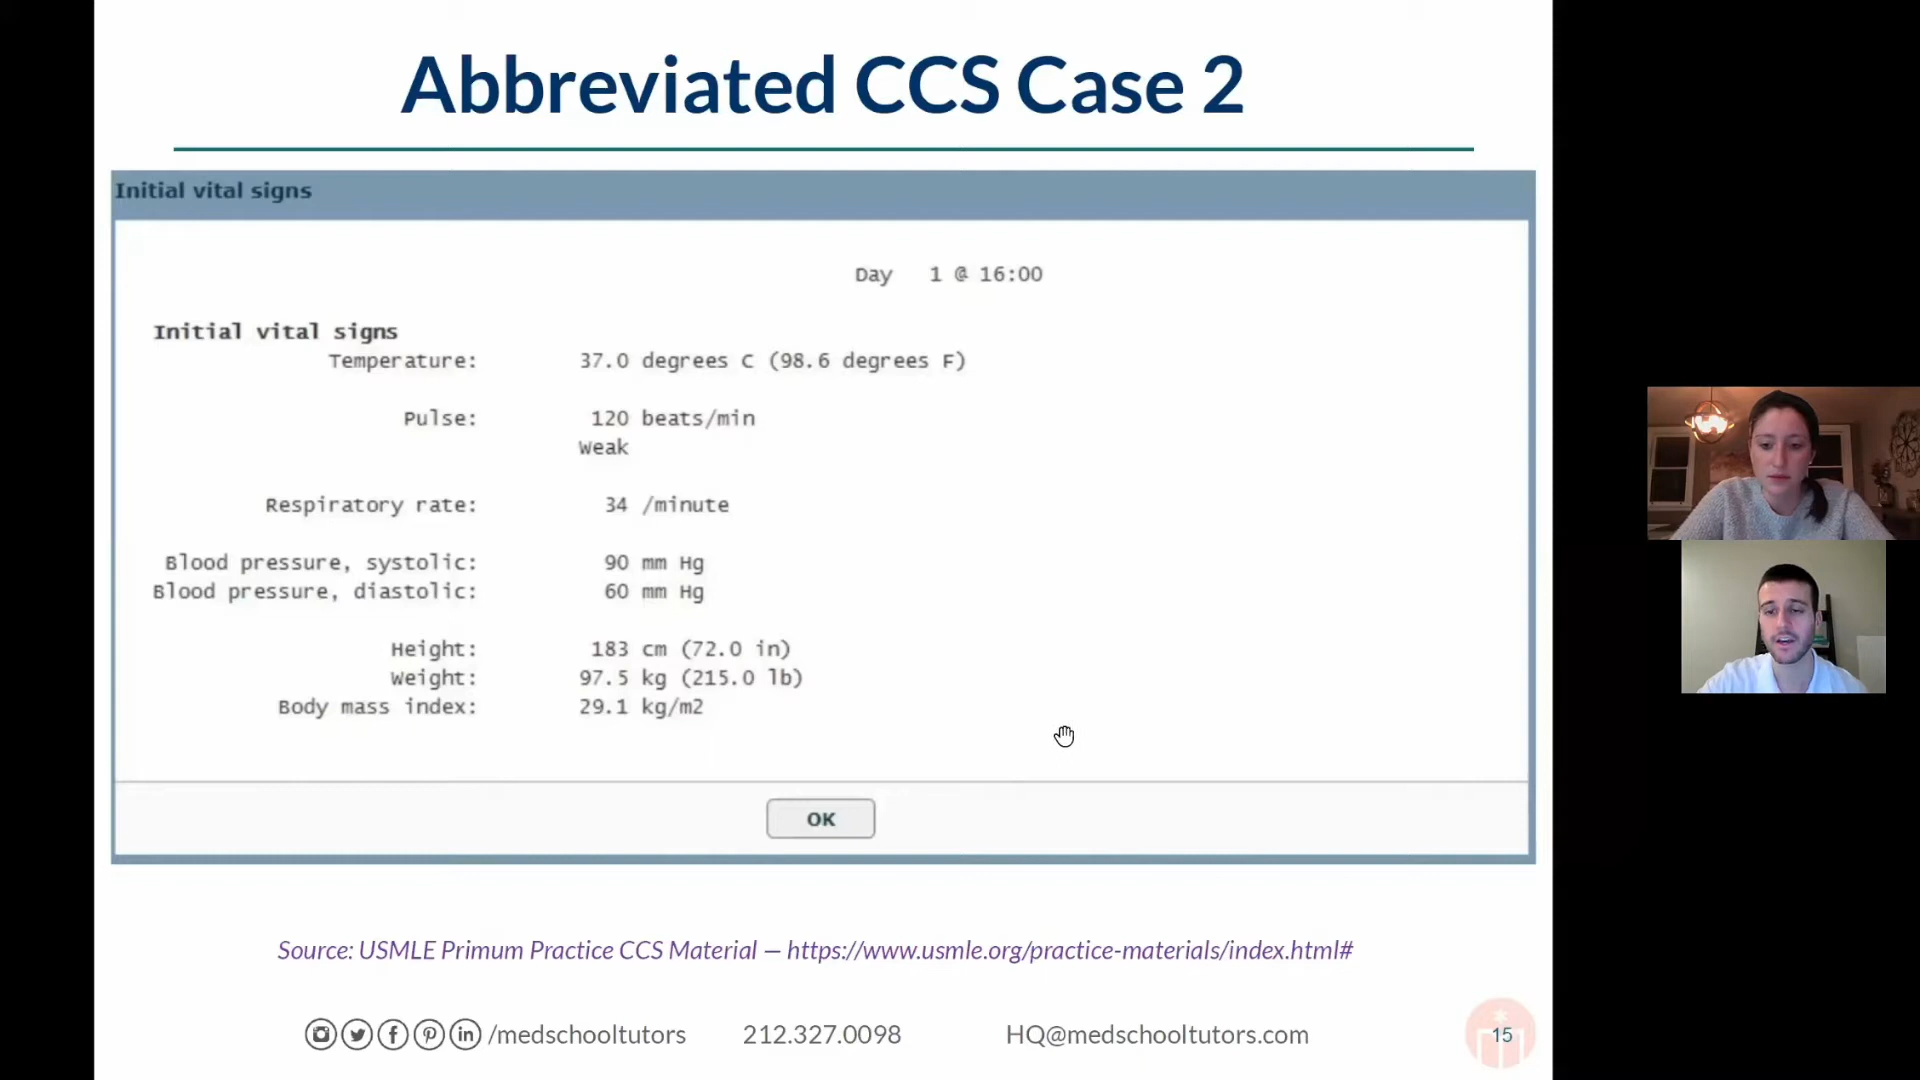 Abbreviated CCS Case 2
Initial vital signs
Day 1 @ 16:00
Initial vital signs
Temperature: 37.0 degrees C (98.6 degrees F)
Pulse: 120 beats/min
Weak
Respiratory rate: 34 /minute
Blood pressure, systolic: 90 mm Hg
Blood pressure, diastolic: 60 mm Hg
Height: 183 cm (72.0 in)
Weight: 97.5 kg (215.0 lb)
Body mass index: 29.1 kg/m2
OK
Source: USMLE Primum Practice CCS Material — https://www.usmle.org/practice-materials/index.html#
/medschooltutors 212.327.0098 HQ@medschooltutors.com 15